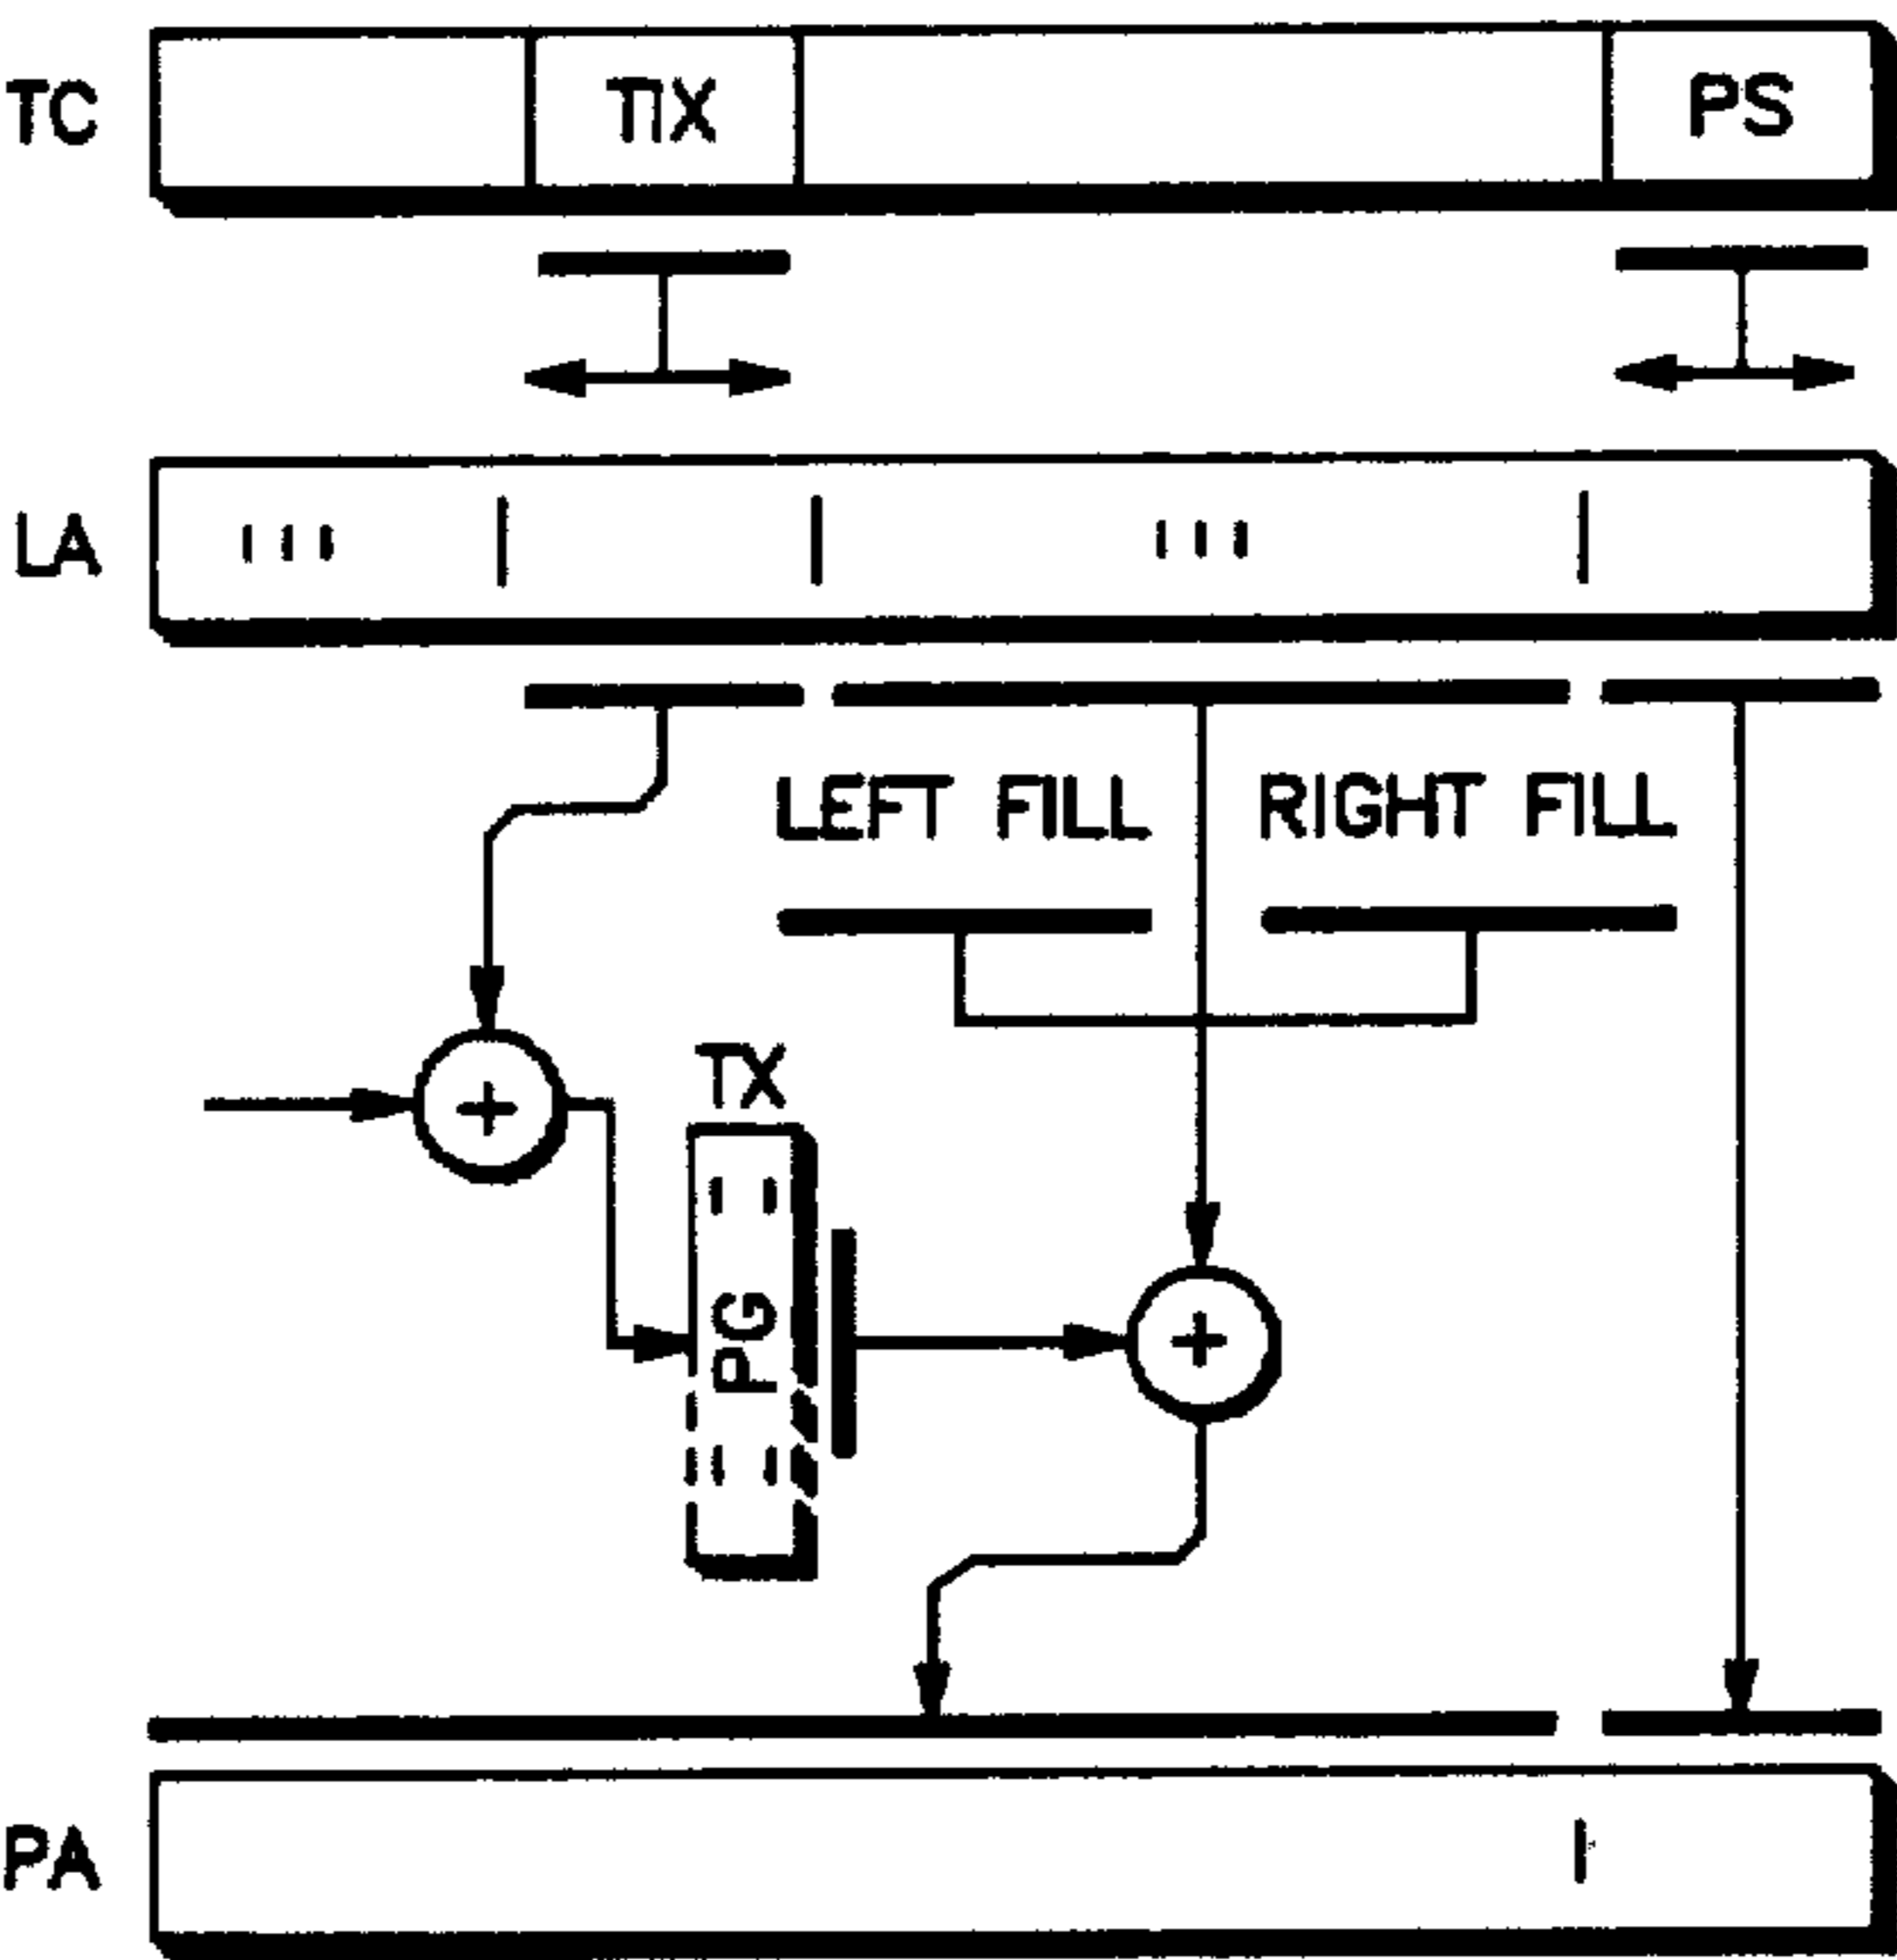 TC TIX PS
LA
LEFT FILL RIGHT FILL
+
TX
PG
+
PA